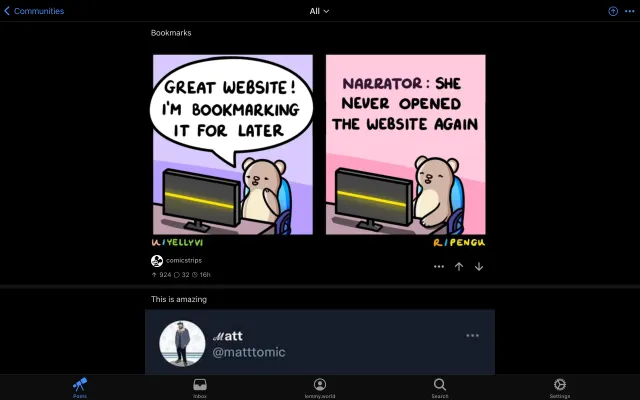 Communities
All
Bookmarks
GREAT WEBSITE!
I'M BOOKMARKING
IT FOR LATER
NARRATOR: SHE
NEVER OPENED
THE WEBSITE AGAIN
U/YELLYVI
R/PENGU
comicstrips
924 32 16h
This is amazing
ℳatt
@matttomic
Posts
Inbox
lemmy.world
Search
Settings